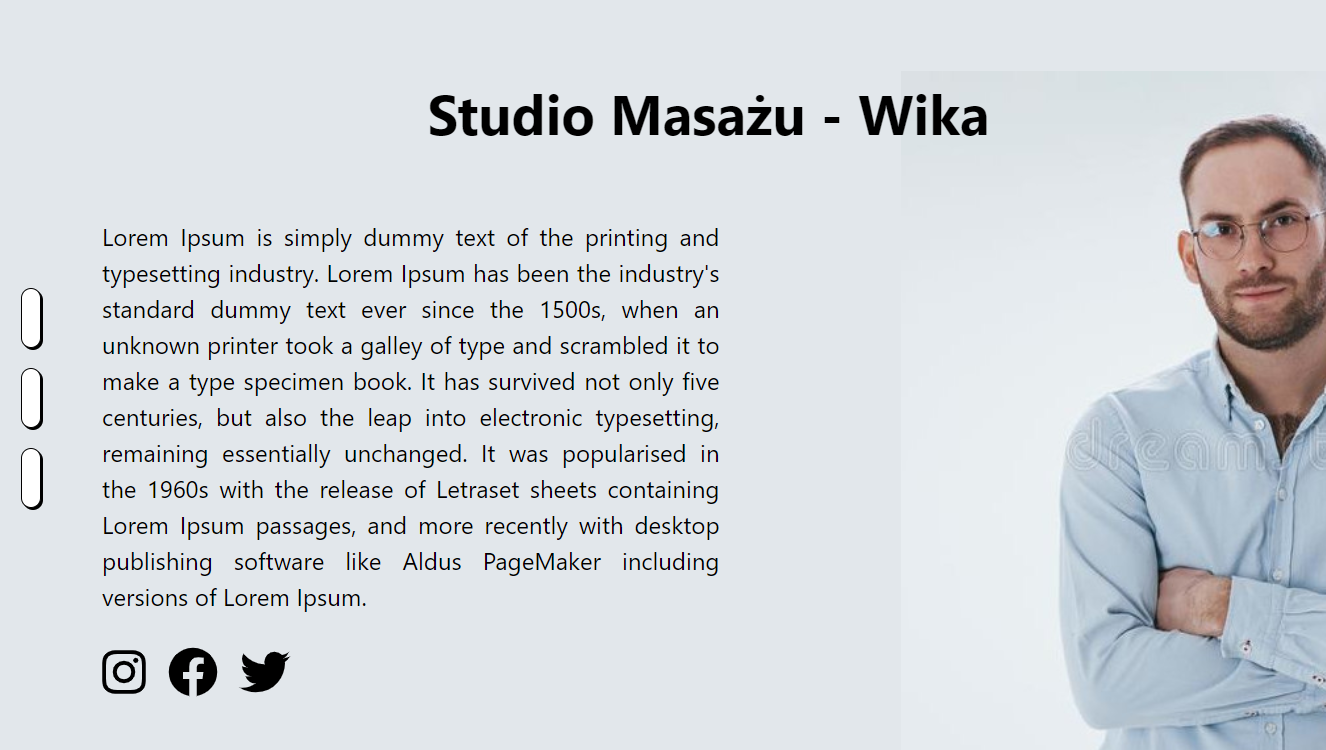 Studio Masażu - Wika
Lorem Ipsum is simply dummy text of the printing and
typesetting industry. Lorem Ipsum has been the industry's
standard dummy text ever since the 1500s, when an
unknown printer took a galley of type and scrambled it to
make a type specimen book. It has survived not only five
centuries, but also the leap into electronic typesetting,
remaining essentially unchanged. It was popularised in
the 1960s with the release of Letraset sheets containing
Lorem Ipsum passages, and more recently with desktop
publishing software like Aldus PageMaker including
versions of Lorem Ipsum.